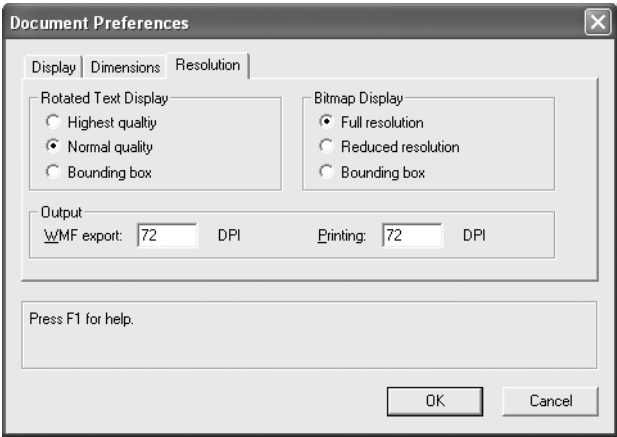 Document Preferences
Display Dimensions Resolution
Rotated Text Display
Highest qualtiy
Normal quality
Bounding box
Bitmap Display
Full resolution
Reduced resolution
Bounding box
Output
WMF export: 72 DPI Printing: 72 DPI
Press F1 for help.
OK Cancel